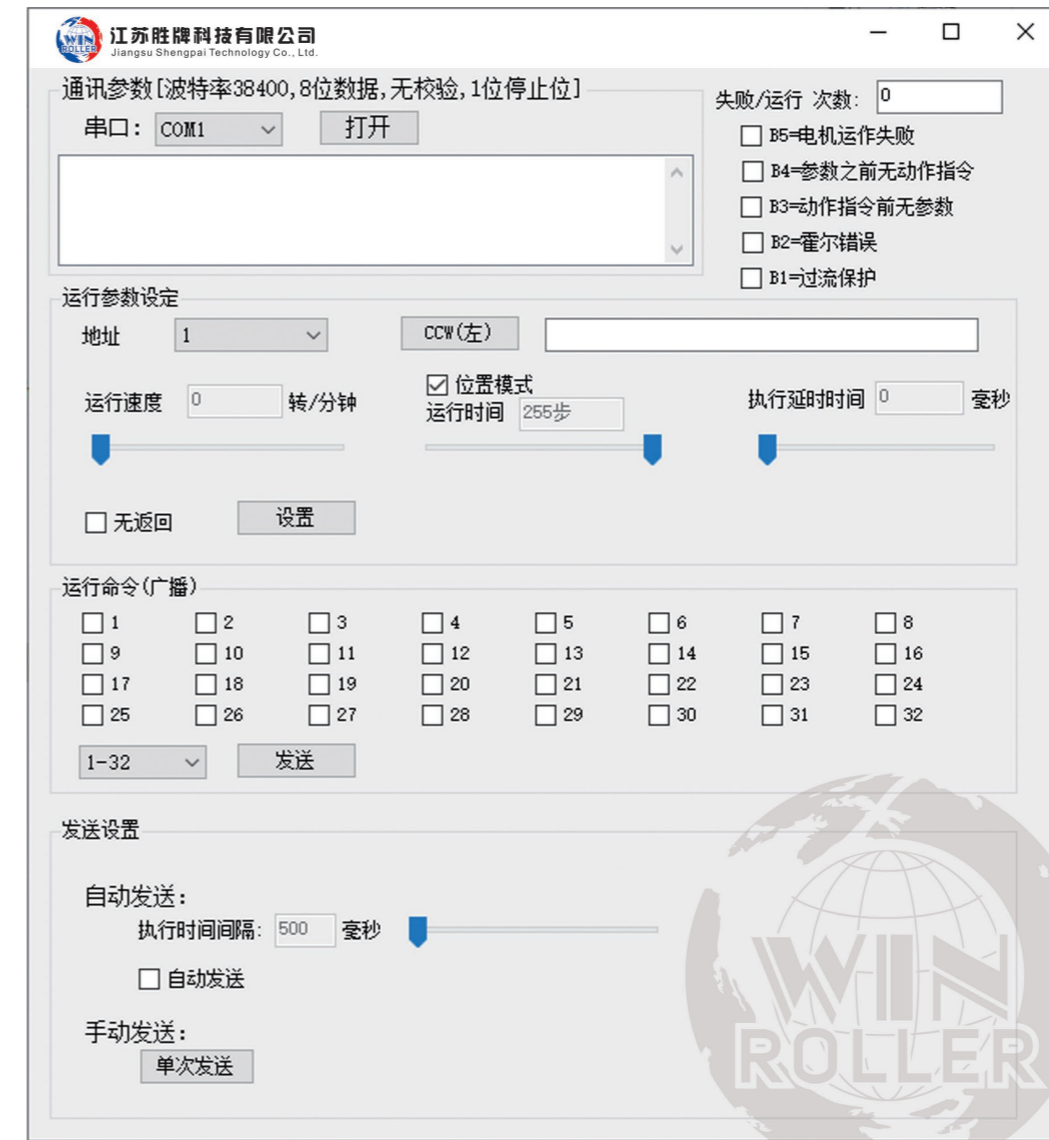 WIN
ROLLER
江苏胜牌科技有限公司
Jiangsu Shengpai Technology Co., Ltd.
通讯参数[波特率38400,8位数据,无校验,1位停止位]
串口: COM1 打开
失败/运行 次数: 0
B5=电机运作失败
B4=参数之前无动作指令
B3=动作指令前无参数
B2=霍尔错误
B1=过流保护
运行参数设定
地址 1 CCW(左)
运行速度 0 转/分钟
位置模式
运行时间 255步
执行延时时间 0 毫秒
无返回 设置
运行命令(广播)
1 2 3 4 5 6 7 8
9 10 11 12 13 14 15 16
17 18 19 20 21 22 23 24
25 26 27 28 29 30 31 32
1-32 发送
发送设置
自动发送:
执行时间间隔: 500 毫秒
自动发送
手动发送:
单次发送
WIN
ROLLER